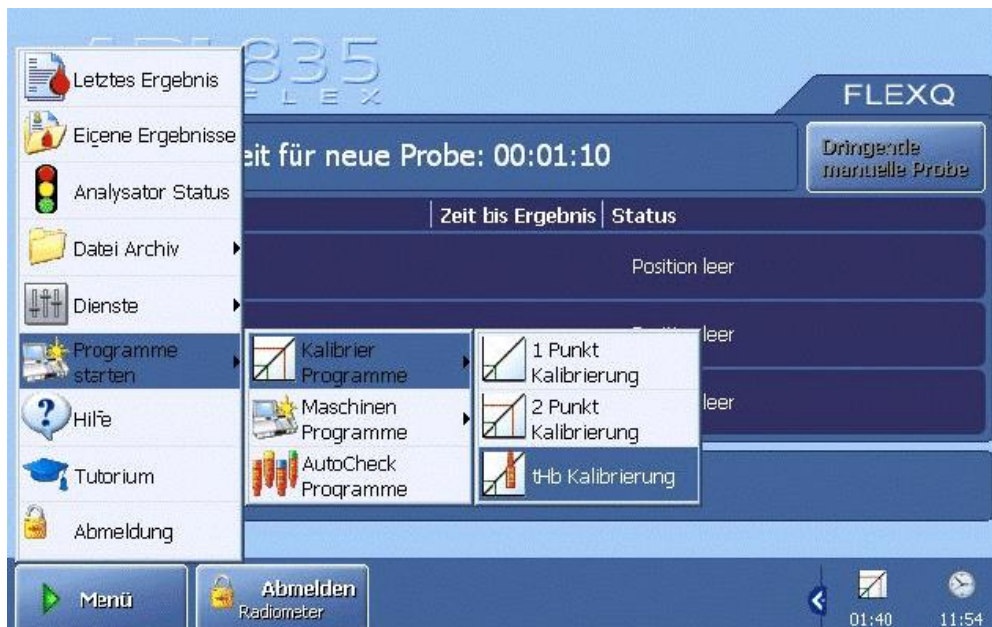 835
FLEX
FLEXQ
eit für neue Probe: 00:01:10
Dringende
manuelle Probe
Zeit bis Ergebnis
Status
Position leer
leer
leer
Letztes Ergebnis
Eigene Ergebnisse
Analysator Status
Datei Archiv
Dienste
Programme
starten
Hilfe
Tutorium
Abmeldung
Kalibrier
Programme
Maschinen
Programme
AutoCheck
Programme
1 Punkt
Kalibrierung
2 Punkt
Kalibrierung
tHb Kalibrierung
Menü
Abmelden
Radiometer
01:40
11:54